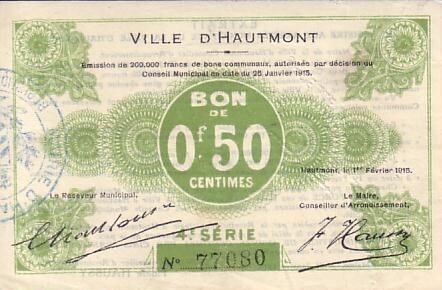 VILLE D'HAUTMONT
Émission de 200.000 francs de bons communaux, autorisés par décision du
Conseil Municipal en date du 25 Janvier 1915.
BON
DE
0f.50
CENTIMES
Hautmont, le 1er Février 1915.
Le Receveur Municipal,
Le Maire,
Conseiller d'Arrondissement,
4e SÉRIE
No 77080